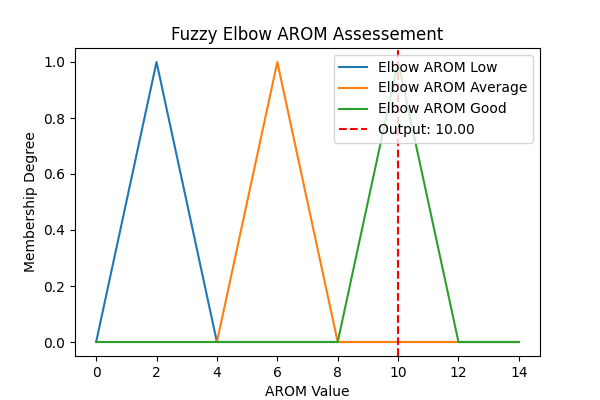 Fuzzy Elbow AROM Assessement
Elbow AROM Low
Elbow AROM Average
Elbow AROM Good
Output: 10.00
Membership Degree
1.0
0.8
0.6
0.4
0.2
0.0
0 2 4 6 8 10 12 14
AROM Value